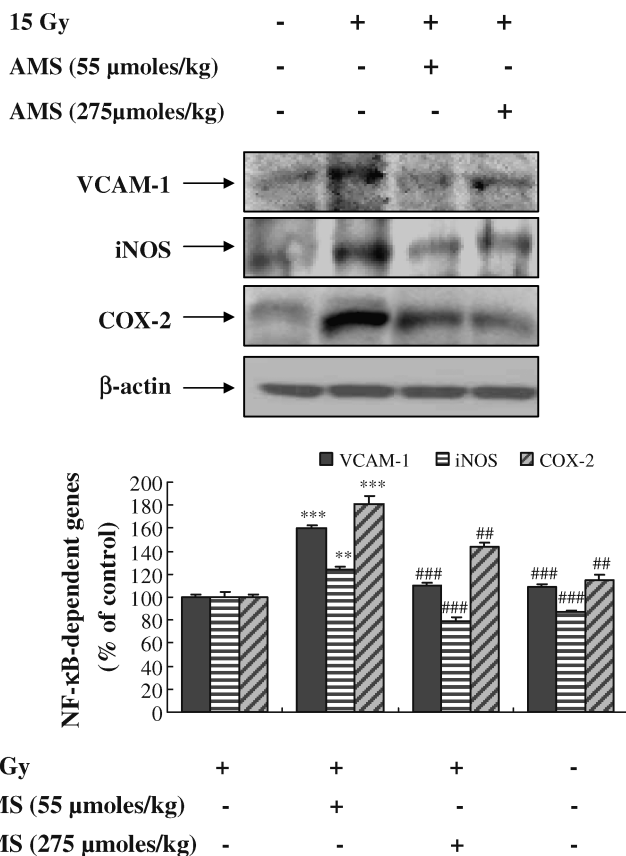 15 Gy - + + +
AMS (55 µmoles/kg) - - + -
AMS (275µmoles/kg) - - - +
VCAM-1
iNOS
COX-2
β-actin
VCAM-1 iNOS COX-2
NF-κB-dependent genes
(% of control)
200
180
160
140
120
100
80
60
40
20
0
*** ** ***
### ### ##
### ### ##
Gy + + + -
MS (55 µmoles/kg) - + - -
MS (275 µmoles/kg) - - + -